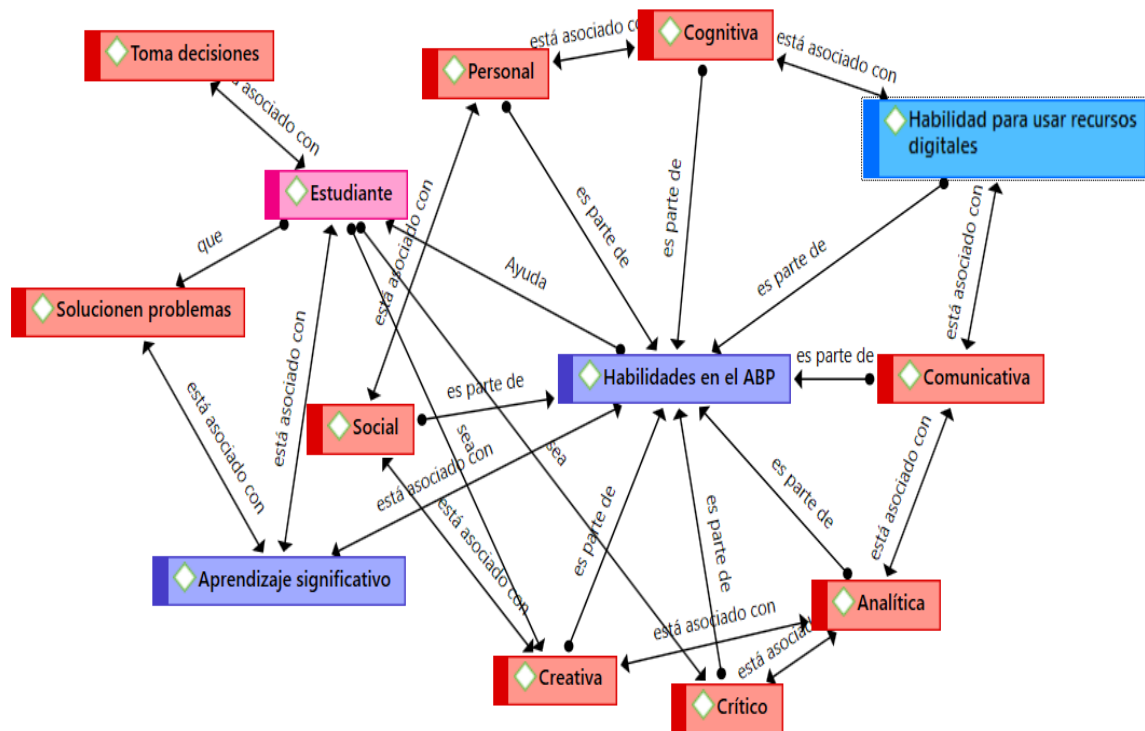 está asociado con
Cognitiva
Toma decisiones
Personal
está asociado con
Habilidad para usar recursos
digitales
está asociado con
Estudiante
que
está asociado con
es parte de
es parte de
es parte de
está asociado con
Ayuda
Solucionen problemas
está asociado con
es parte de
Habilidades en el ABP
Comunicativa
es parte de
Social
sea
sea
está asociado con
está asociado con
está asociado con
está asociado con
es parte de
es parte de
es parte de
Aprendizaje significativo
Analítica
está asociado con
está asociado
Creativa
Crítico